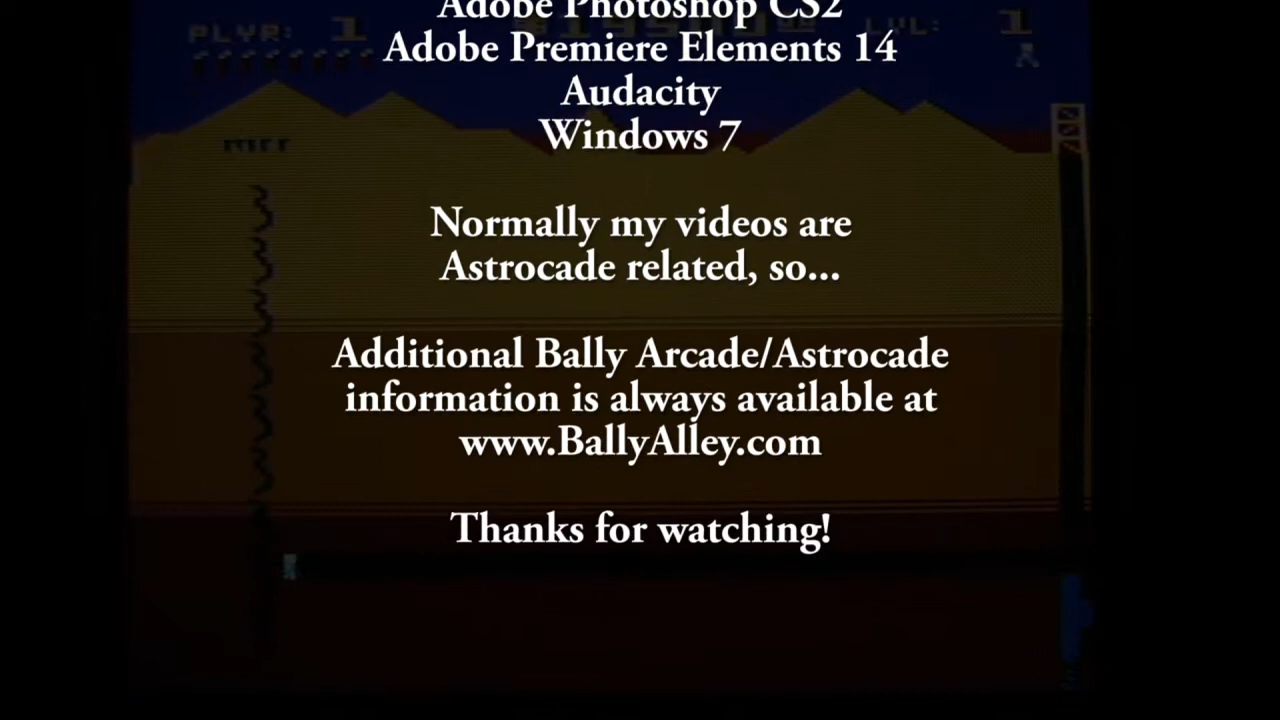 Adobe Photoshop CS2
PLYR: 1
LVL: 1
Adobe Premiere Elements 14
Audacity
Windows 7
Normally my videos are
Astrocade related, so...
Additional Bally Arcade/Astrocade
information is always available at
www.BallyAlley.com
Thanks for watching!